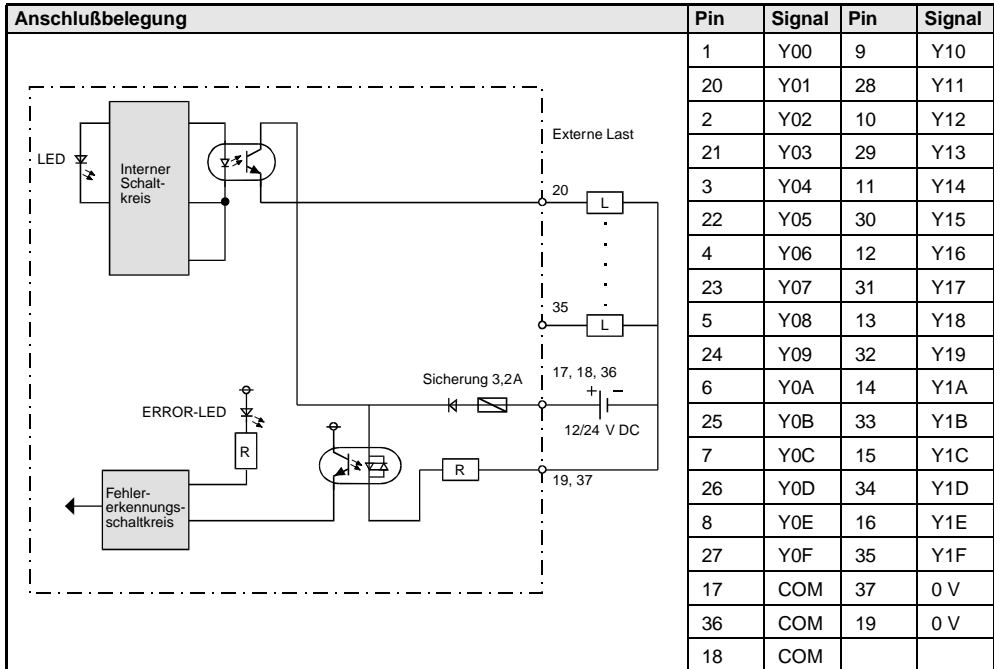 Anschlußbelegung Pin Signal Pin Signal
1 Y00 9 Y10
20 Y01 28 Y11
2 Y02 10 Y12
21 Y03 29 Y13
3 Y04 11 Y14
22 Y05 30 Y15
4 Y06 12 Y16
23 Y07 31 Y17
5 Y08 13 Y18
24 Y09 32 Y19
6 Y0A 14 Y1A
25 Y0B 33 Y1B
7 Y0C 15 Y1C
26 Y0D 34 Y1D
8 Y0E 16 Y1E
27 Y0F 35 Y1F
17 COM 37 0 V
36 COM 19 0 V
18 COM
Externe Last
LED
Interner
Schalt-
kreis
20
L
35
L
Sicherung 3,2A
17, 18, 36
+ −
12/24 V DC
ERROR-LED
R
R
19, 37
Fehler-
erkennungs-
schaltkreis